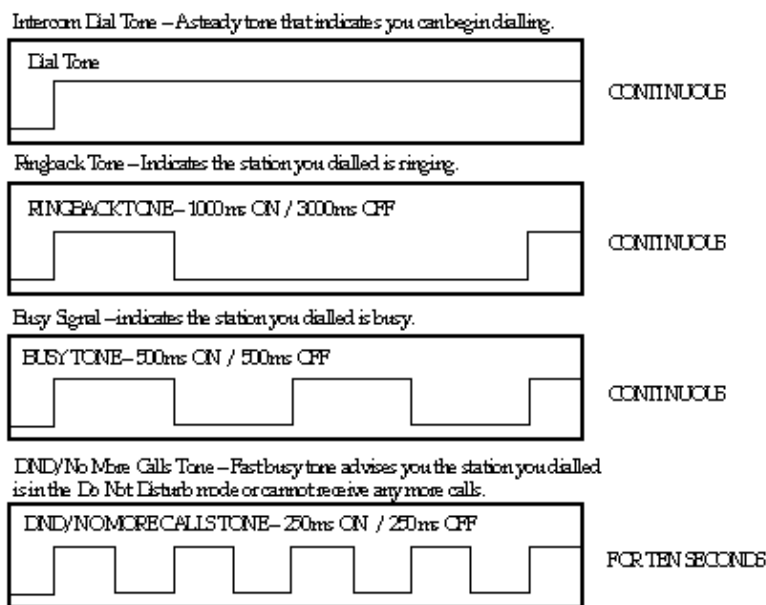 Intercom Dial Tone – A steady tone that indicates you can begin dialling.
Dial Tone
CONTINUOUS
Ringback Tone – Indicates the station you dialled is ringing.
RINGBACK TONE – 1000ms ON / 3000ms OFF
CONTINUOUS
Busy Signal – indicates the station you dialled is busy.
BUSY TONE – 500ms ON / 500ms OFF
CONTINUOUS
DND/No More Calls Tone – Fast busy tone advises you the station you dialled
is in the Do Not Disturb mode or cannot receive any more calls.
DND/NO MORE CALLS TONE – 250ms ON / 250ms OFF
FOR TEN SECONDS